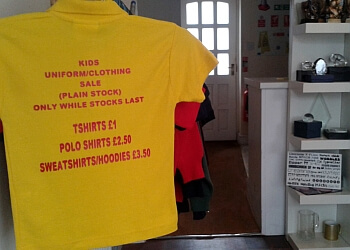 KIDS
UNIFORM/CLOTHING
SALE
(PLAIN STOCK)
ONLY WHILE STOCKS LAST
TSHIRTS £1
POLO SHIRTS £2.50
SWEATSHIRTS/HOODIES £3.50